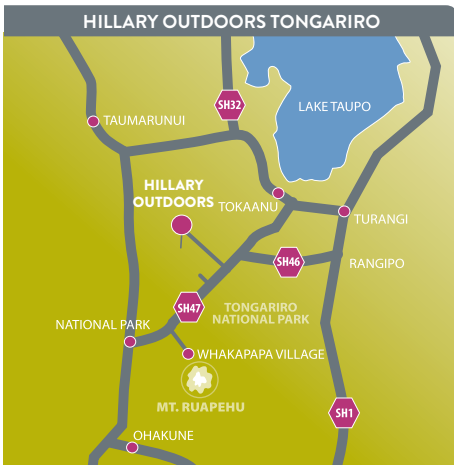 HILLARY OUTDOORS TONGARIRO
SH32
LAKE TAUPO
TAUMARUNUI
HILLARY
OUTDOORS
TOKAANU
TURANGI
SH46
RANGIPO
SH47
TONGARIRO
NATIONAL PARK
NATIONAL PARK
WHAKAPAPA VILLAGE
MT. RUAPEHU
SH1
OHAKUNE